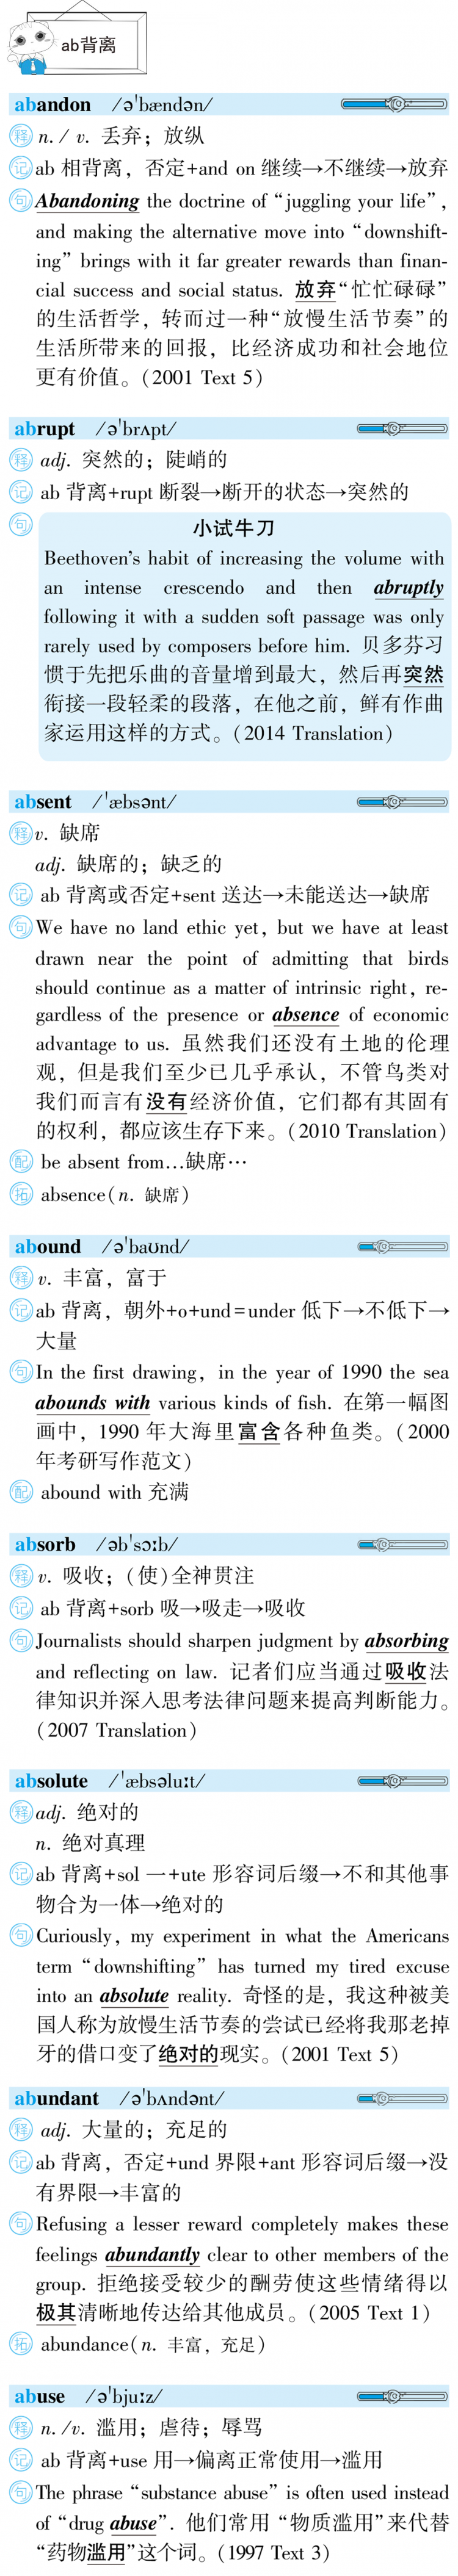 ab背离
abandon /əˈbændən/
释 n. / v. 丢弃；放纵
记 ab 相背离，否定+and on 继续→不继续→放弃
句 Abandoning the doctrine of “juggling your life”,
and making the alternative move into “downshift-
ing” brings with it far greater rewards than finan-
cial success and social status. 放弃“忙忙碌碌”
的生活哲学，转而过一种“放慢生活节奏”的
生活所带来的回报，比经济成功和社会地位
更有价值。(2001 Text 5)
abrupt /əˈbrʌpt/
释 adj. 突然的；陡峭的
记 ab 背离+rupt 断裂→断开的状态→突然的
句
小试牛刀
Beethoven’s habit of increasing the volume with
an intense crescendo and then abruptly
following it with a sudden soft passage was only
rarely used by composers before him. 贝多芬习
惯于先把乐曲的音量增到最大，然后再突然
衔接一段轻柔的段落，在他之前，鲜有作曲
家运用这样的方式。(2014 Translation)
absent /ˈæbsənt/
释 v. 缺席
adj. 缺席的；缺乏的
记 ab 背离或否定+sent 送达→未能送达→缺席
句 We have no land ethic yet, but we have at least
drawn near the point of admitting that birds
should continue as a matter of intrinsic right, re-
gardless of the presence or absence of economic
advantage to us. 虽然我们还没有土地的伦理
观，但是我们至少已几乎承认，不管鸟类对
我们而言有没有经济价值，它们都有其固有
的权利，都应该生存下来。(2010 Translation)
配 be absent from…缺席…
拓 absence(n. 缺席)
abound /əˈbaʊnd/
释 v. 丰富，富于
记 ab 背离，朝外+o+und=under 低下→不低下→
大量
句 In the first drawing, in the year of 1990 the sea
abounds with various kinds of fish. 在第一幅图
画中，1990 年大海里富含各种鱼类。(2000
年考研写作范文)
配 abound with 充满
absorb /əbˈsɔːb/
释 v. 吸收；(使)全神贯注
记 ab 背离+sorb 吸→吸走→吸收
句 Journalists should sharpen judgment by absorbing
and reflecting on law. 记者们应当通过吸收法
律知识并深入思考法律问题来提高判断能力。
(2007 Translation)
absolute /ˈæbsəluːt/
释 adj. 绝对的
n. 绝对真理
记 ab 背离+sol 一+ute 形容词后缀→不和其他事
物合为一体→绝对的
句 Curiously, my experiment in what the Americans
term “downshifting” has turned my tired excuse
into an absolute reality. 奇怪的是，我这种被美
国人称为放慢生活节奏的尝试已经将我那老掉
牙的借口变了绝对的现实。(2001 Text 5)
abundant /əˈbʌndənt/
释 adj. 大量的；充足的
记 ab 背离，否定+und 界限+ant 形容词后缀→没
有界限→丰富的
句 Refusing a lesser reward completely makes these
feelings abundantly clear to other members of the
group. 拒绝接受较少的酬劳使这些情绪得以
极其清晰地传达给其他成员。(2005 Text 1)
拓 abundance(n. 丰富，充足)
abuse /əˈbjuːz/
释 n. /v. 滥用；虐待；辱骂
记 ab 背离+use 用→偏离正常使用→滥用
句 The phrase “substance abuse” is often used instead
of “drug abuse”. 他们常用 “物质滥用”来代替
“药物滥用”这个词。(1997 Text 3)